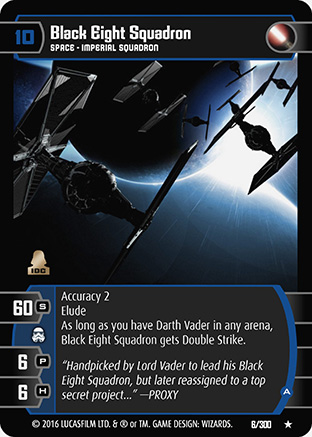 10
Black Eight Squadron
SPACE - IMPERIAL SQUADRON
IDC
60 S
6 P
6 H
Accuracy 2
Elude
As long as you have Darth Vader in any arena,
Black Eight Squadron gets Double Strike.
"Handpicked by Lord Vader to lead his Black
Eight Squadron, but later reassigned to a top
secret project..." —PROXY
A
© 2016 LUCASFILM LTD. & ® or TM. GAME DESIGN: WIZARDS.
8/300